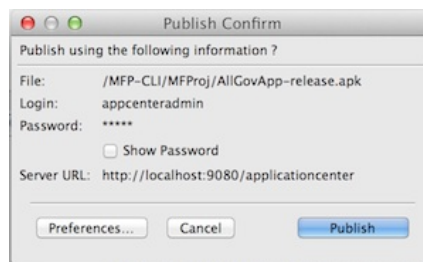 Publish Confirm
Publish using the following information ?
File: /MFP-CLI/MFProj/AllGovApp-release.apk
Login: appcenteradmin
Password: *****
Show Password
Server URL: http://localhost:9080/applicationcenter
Preferences... Cancel Publish